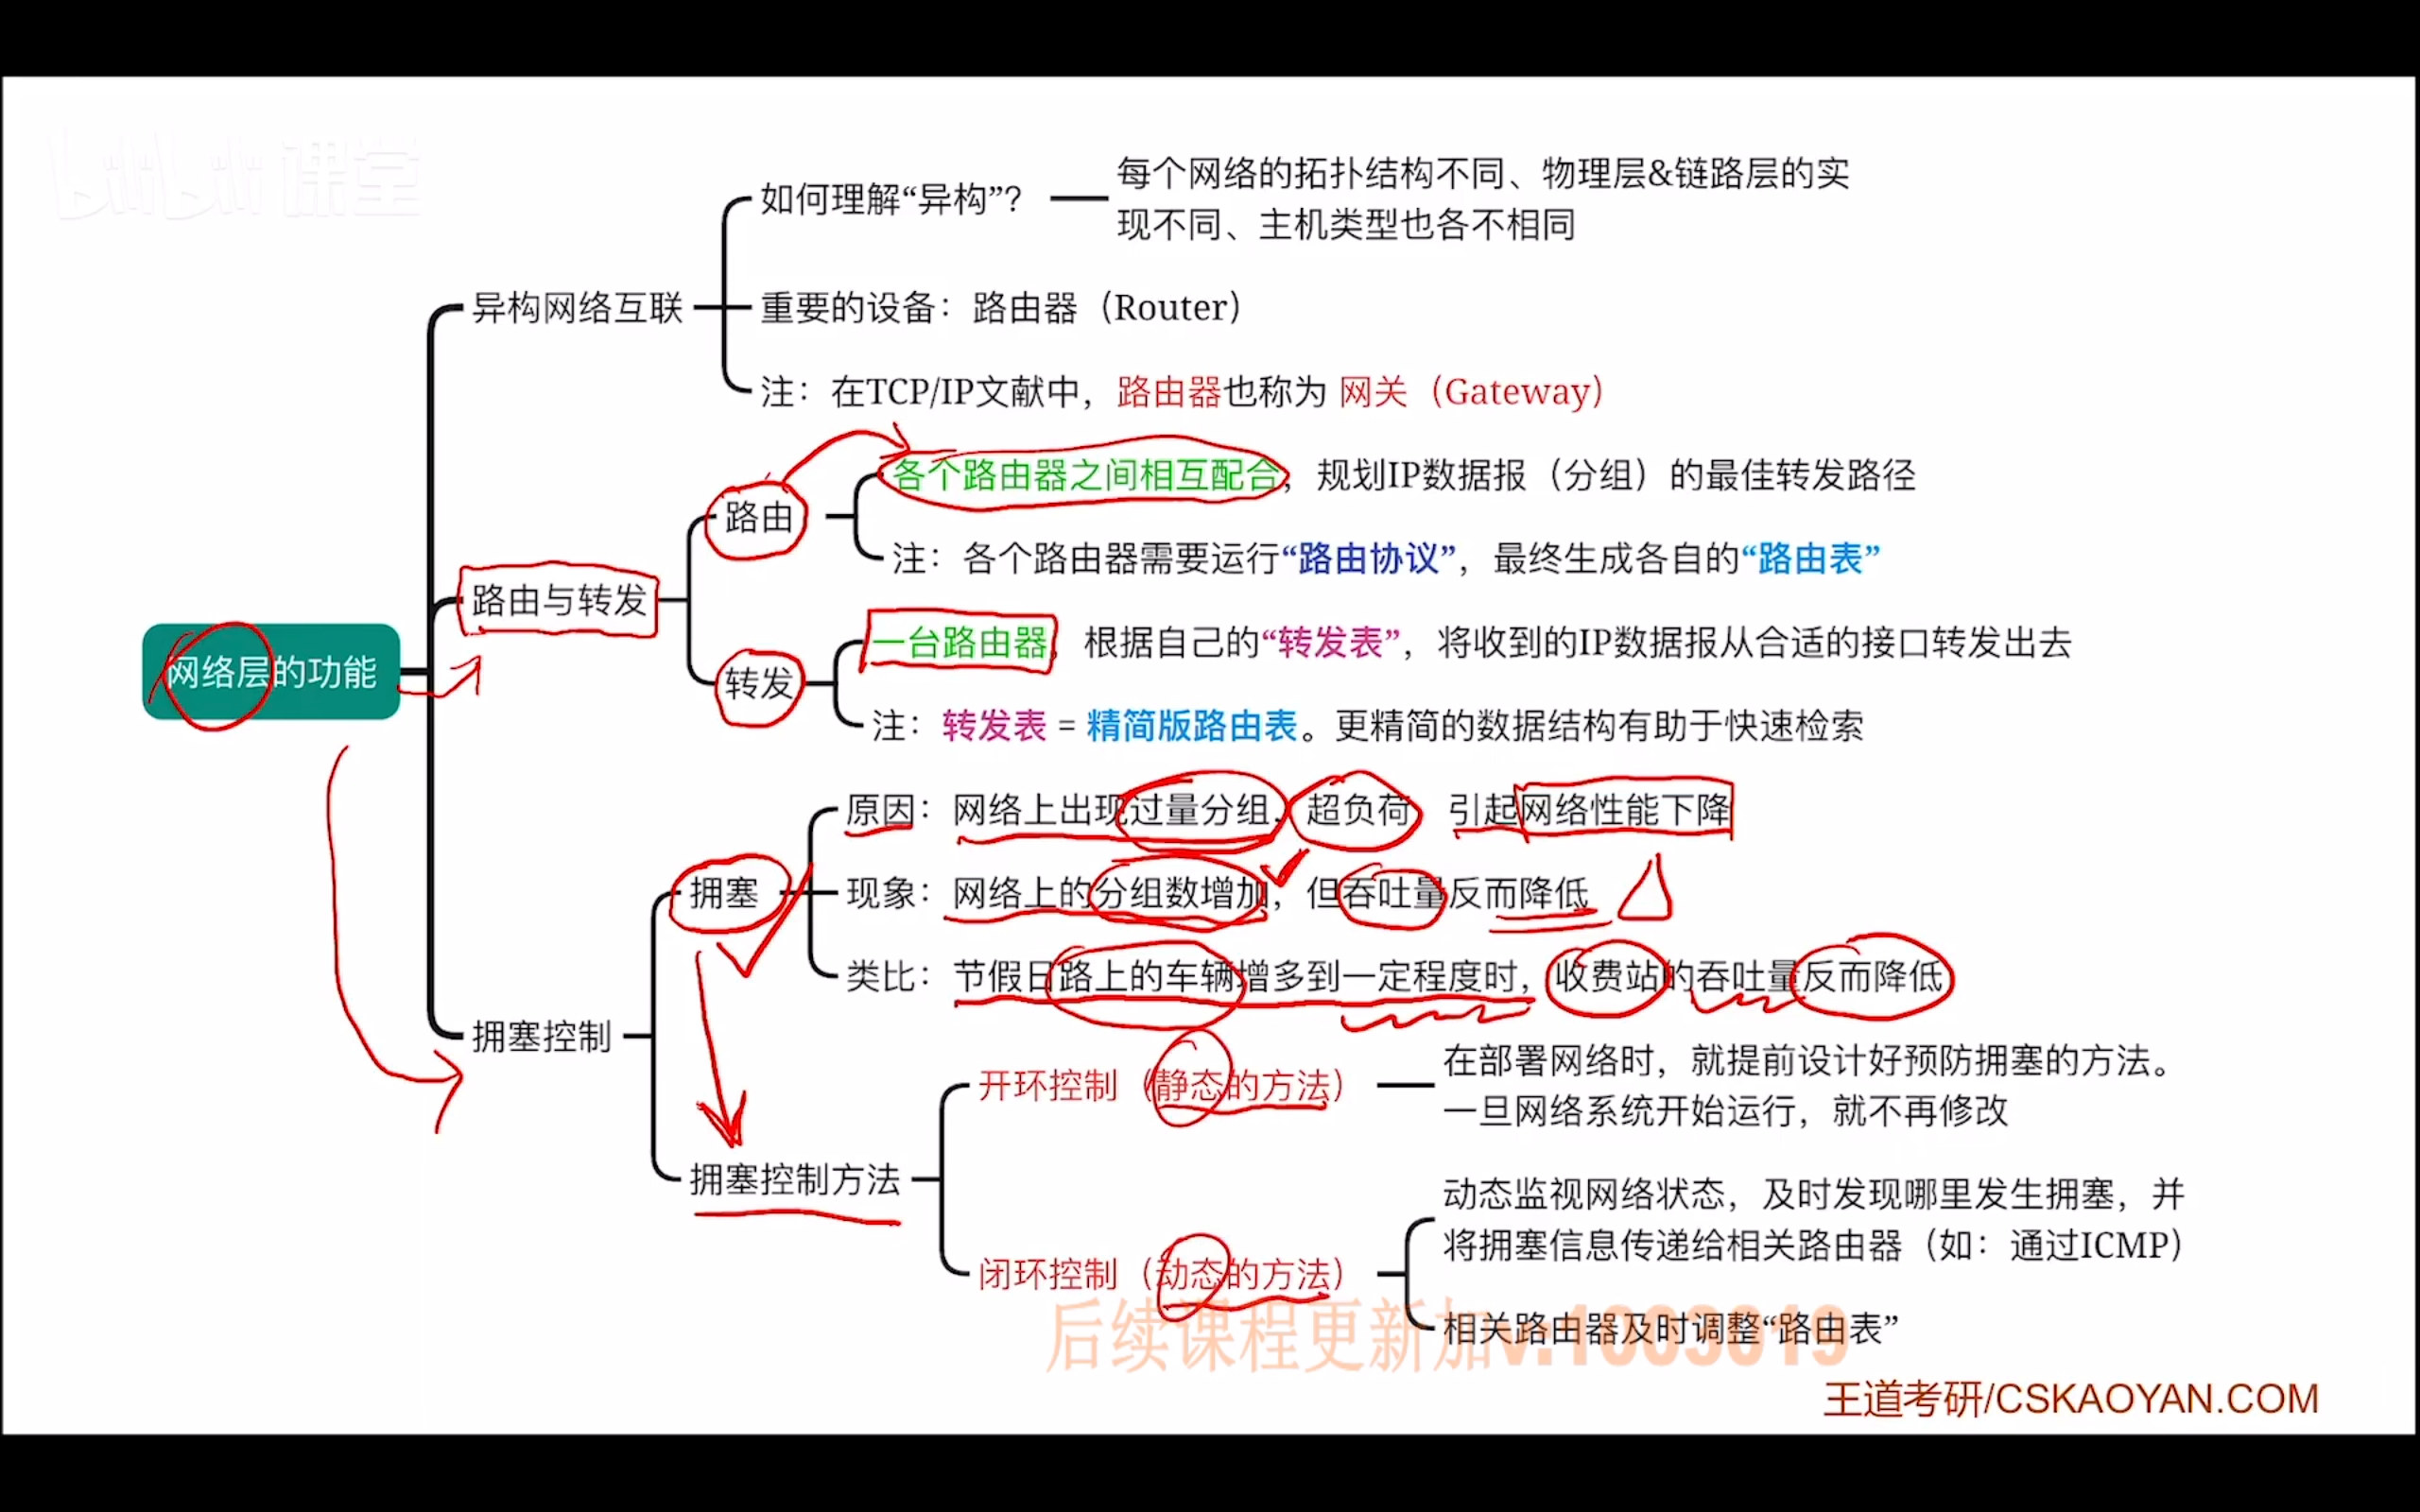 bilibili 课堂
如何理解“异构”？
每个网络的拓扑结构不同、物理层&链路层的实
现不同、主机类型也各不相同
异构网络互联
重要的设备：路由器（Router）
注：在TCP/IP文献中，路由器也称为 网关（Gateway）
各个路由器之间相互配合，规划IP数据报（分组）的最佳转发路径
路由
注：各个路由器需要运行“路由协议”，最终生成各自的“路由表”
路由与转发
一台路由器，根据自己的“转发表”，将收到的IP数据报从合适的接口转发出去
网络层的功能
转发
注：转发表 = 精简版路由表。更精简的数据结构有助于快速检索
原因：网络上出现过量分组，超负荷 引起网络性能下降
拥塞
现象：网络上的分组数增加，但吞吐量反而降低
类比：节假日路上的车辆增多到一定程度时，收费站的吞吐量反而降低
拥塞控制
开环控制（静态的方法）
在部署网络时，就提前设计好预防拥塞的方法。
一旦网络系统开始运行，就不再修改
拥塞控制方法
动态监视网络状态，及时发现哪里发生拥塞，并
将拥塞信息传递给相关路由器（如：通过ICMP）
闭环控制（动态的方法）
相关路由器及时调整“路由表”
后续课程更新加v:1003019
王道考研/CSKAOYAN.COM